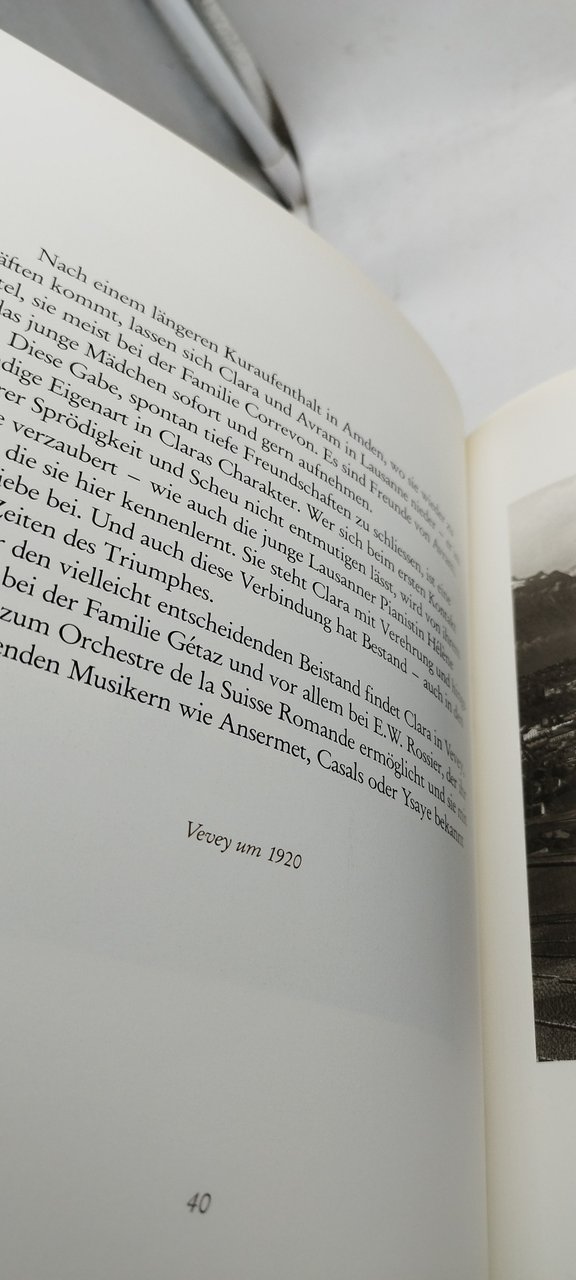 Nach einem längeren Kuraufenthalt in Amden, wo sie wieder zu
äften kommt, lassen sich Clara und Avram in Lausanne nieder – er im
tel, sie meist bei der Familie Correvon. Es sind Freunde von Avram
das junge Mädchen sofort und gern aufnehmen.
Diese Gabe, spontan tiefe Freundschaften zu schliessen, ist eine
dige Eigenart in Claras Charakter. Wer sich beim ersten Kontakt
rer Sprödigkeit und Scheu nicht entmutigen lässt, wird von ihrem
e verzaubert – wie auch die junge Lausanner Pianistin Hélène
die sie hier kennenlernt. Sie steht Clara mit Verehrung und
iebe bei. Und auch diese Verbindung hat Bestand – auch in den
Zeiten des Triumphes.
r den vielleicht entscheidenden Beistand findet Clara in Vevey,
bei der Familie Gétaz und vor allem bei E.W. Rossier, der ihr
zum Orchestre de la Suisse Romande ermöglicht und sie mit
enden Musikern wie Ansermet, Casals oder Ysaye bekannt
Vevey um 1920
40